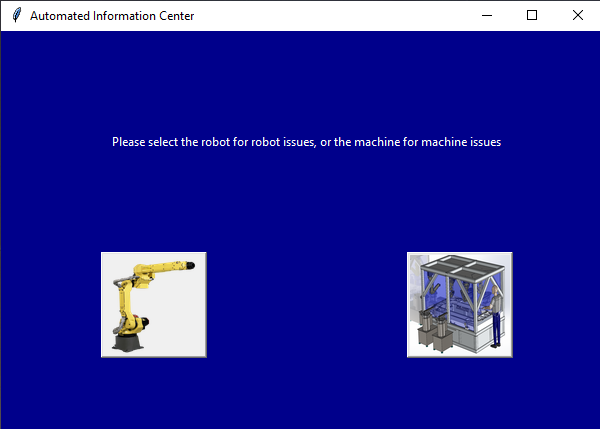 Automated Information Center
Please select the robot for robot issues, or the machine for machine issues